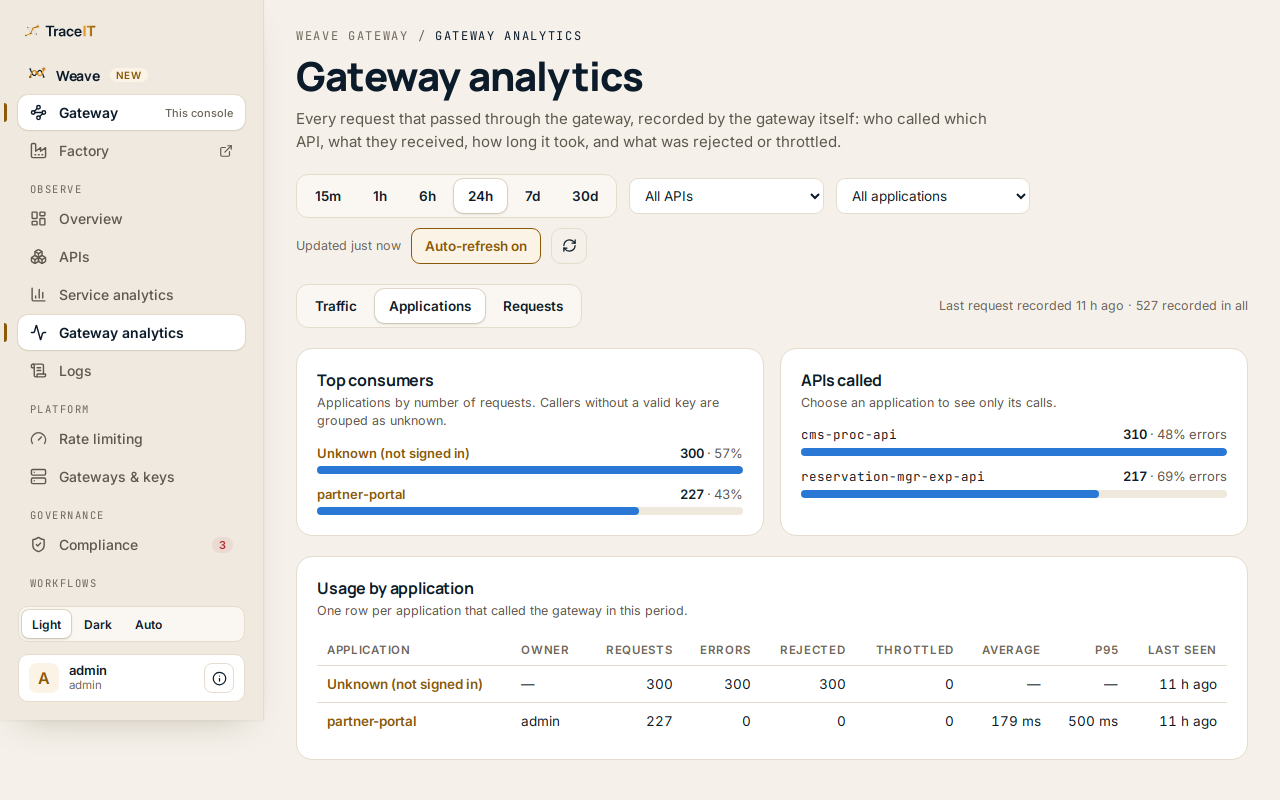 TraceIT
Weave NEW
Gateway This console
Factory
OBSERVE
Overview
APIs
Service analytics
Gateway analytics
Logs
PLATFORM
Rate limiting
Gateways & keys
GOVERNANCE
Compliance 3
WORKFLOWS
Light Dark Auto
A admin
admin
WEAVE GATEWAY / GATEWAY ANALYTICS
Gateway analytics
Every request that passed through the gateway, recorded by the gateway itself: who called which
API, what they received, how long it took, and what was rejected or throttled.
15m 1h 6h 24h 7d 30d All APIs All applications
Updated just now Auto-refresh on
Traffic Applications Requests Last request recorded 11 h ago · 527 recorded in all
Top consumers
Applications by number of requests. Callers without a valid key are
grouped as unknown.
Unknown (not signed in) 300 · 57%
partner-portal 227 · 43%
APIs called
Choose an application to see only its calls.
cms-proc-api 310 · 48% errors
reservation-mgr-exp-api 217 · 69% errors
Usage by application
One row per application that called the gateway in this period.
APPLICATION OWNER REQUESTS ERRORS REJECTED THROTTLED AVERAGE P95 LAST SEEN
Unknown (not signed in) — 300 300 300 0 — — 11 h ago
partner-portal admin 227 0 0 0 179 ms 500 ms 11 h ago